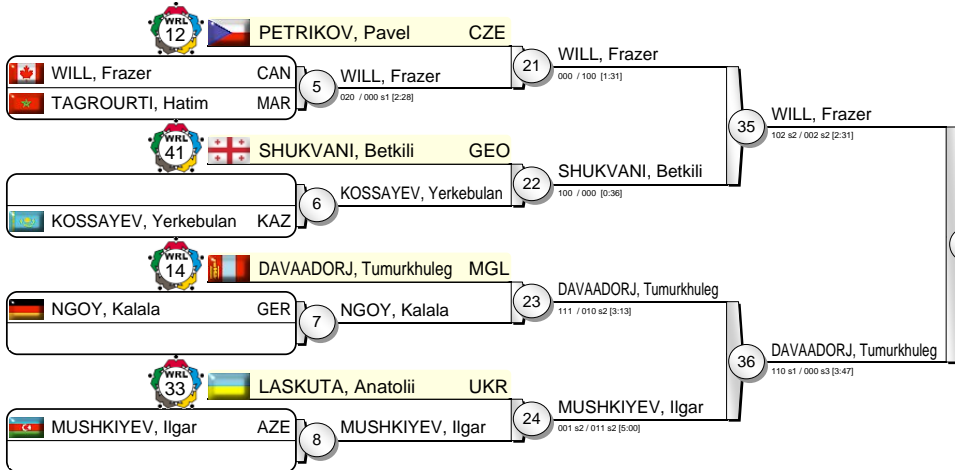 WRL
12
PETRIKOV, Pavel CZE
WILL, Frazer CAN
TAGROURTI, Hatim MAR
5
WILL, Frazer
020 / 000 s1 [2:28]
21
WILL, Frazer
000 / 100 [1:31]
WRL
41
SHUKVANI, Betkili GEO
KOSSAYEV, Yerkebulan KAZ
6
KOSSAYEV, Yerkebulan
22
SHUKVANI, Betkili
100 / 000 [0:36]
35
WILL, Frazer
102 s2 / 002 s2 [2:31]
WRL
14
DAVAADORJ, Tumurkhuleg MGL
NGOY, Kalala GER
7
NGOY, Kalala
23
DAVAADORJ, Tumurkhuleg
111 / 010 s2 [3:13]
WRL
33
LASKUTA, Anatolii UKR
MUSHKIYEV, Ilgar AZE
8
MUSHKIYEV, Ilgar
24
MUSHKIYEV, Ilgar
001 s2 / 011 s2 [5:00]
36
DAVAADORJ, Tumurkhuleg
110 s1 / 000 s3 [3:47]